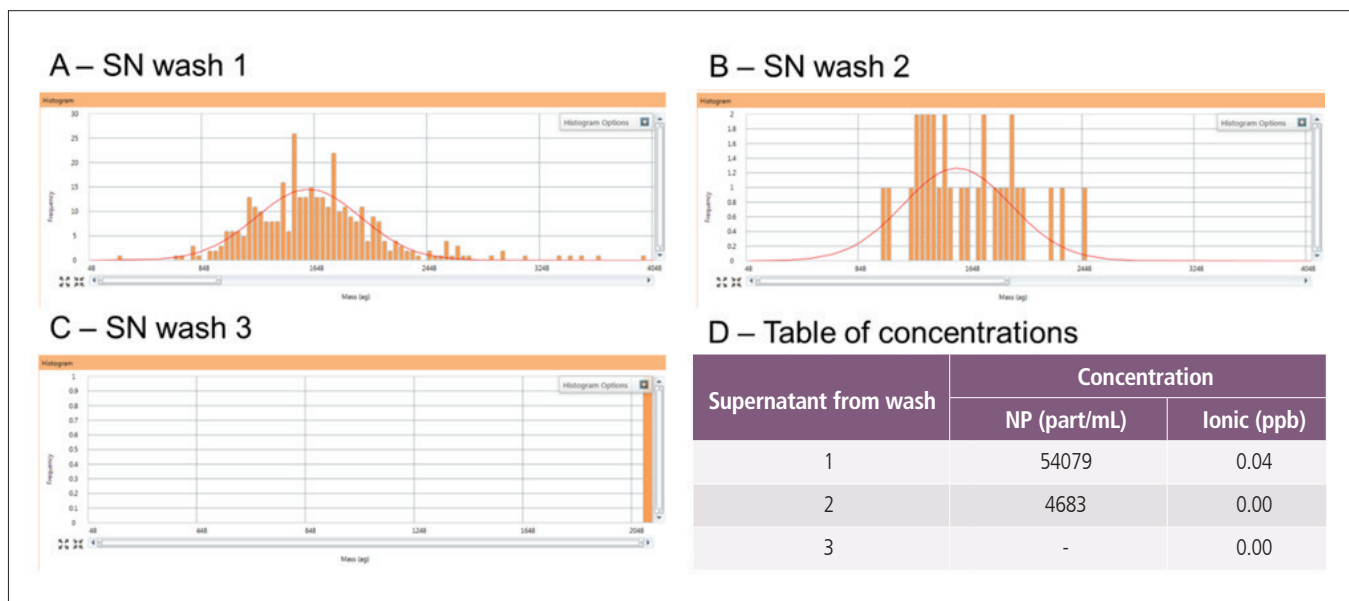 A – SN wash 1
Histogram
Histogram Options
30
25
20
15
10
5
0
Frequency
48 848 1648 2448 3248 4048
Mass (ag)
B – SN wash 2
Histogram
Histogram Options
2
1.8
1.6
1.4
1.2
1
0.8
0.6
0.4
0.2
0
Frequency
48 848 1648 2448 3248 4048
Mass (ag)
C – SN wash 3
Histogram
Histogram Options
1
0.9
0.8
0.7
0.6
0.5
0.4
0.3
0.2
0.1
0
Frequency
48 448 848 1248 1648 2048
Mass (ag)
D – Table of concentrations
Supernatant from wash
Concentration
NP (part/mL) Ionic (ppb)
1 54079 0.04
2 4683 0.00
3 - 0.00